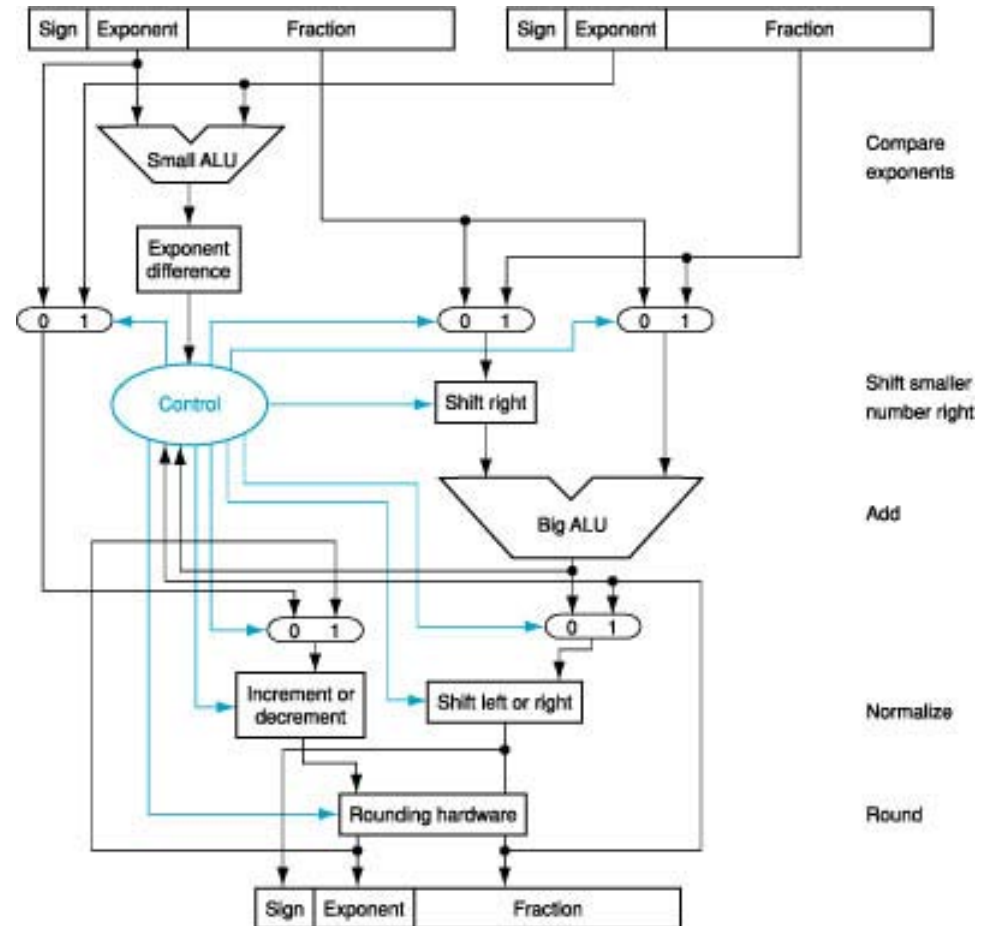 Sign Exponent Fraction Sign Exponent Fraction
Small ALU
Compare
exponents
Exponent
difference
0 1 0 1 0 1
Control
Shift right
Shift smaller
number right
Big ALU
Add
0 1 0 1
Increment or
decrement
Shift left or right
Normalize
Rounding hardware
Round
Sign Exponent Fraction